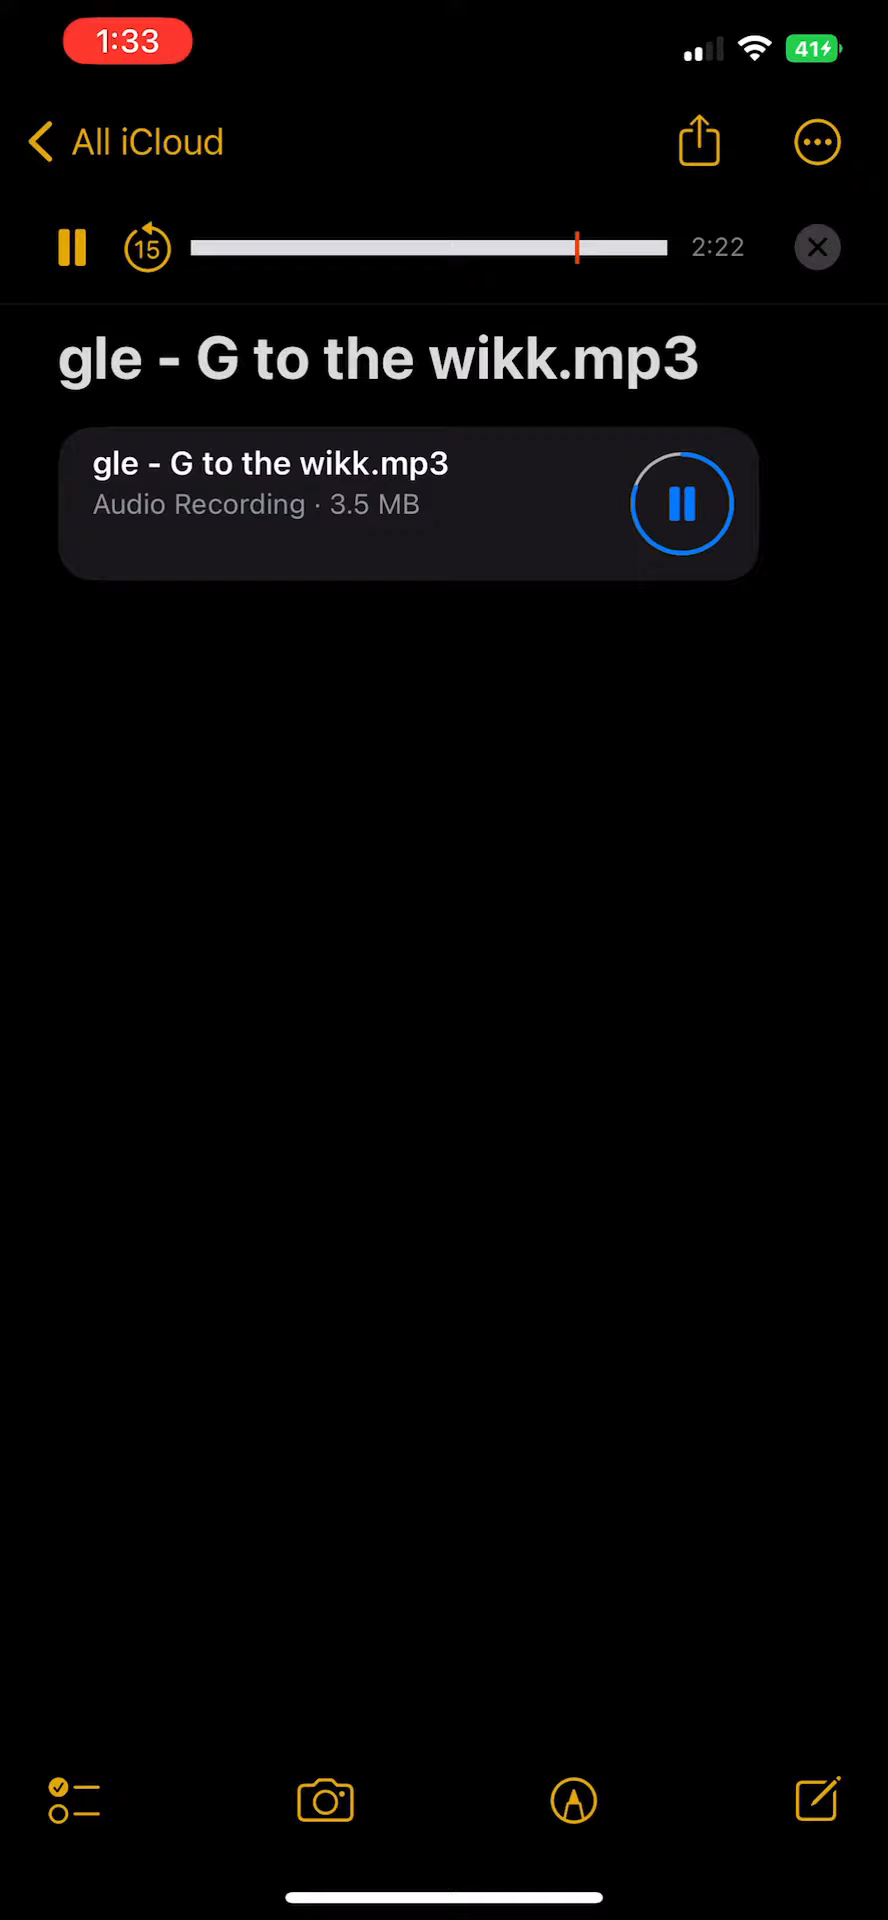 1:33
41
All iCloud
15
2:22
gle - G to the wikk.mp3
gle - G to the wikk.mp3
Audio Recording · 3.5 MB